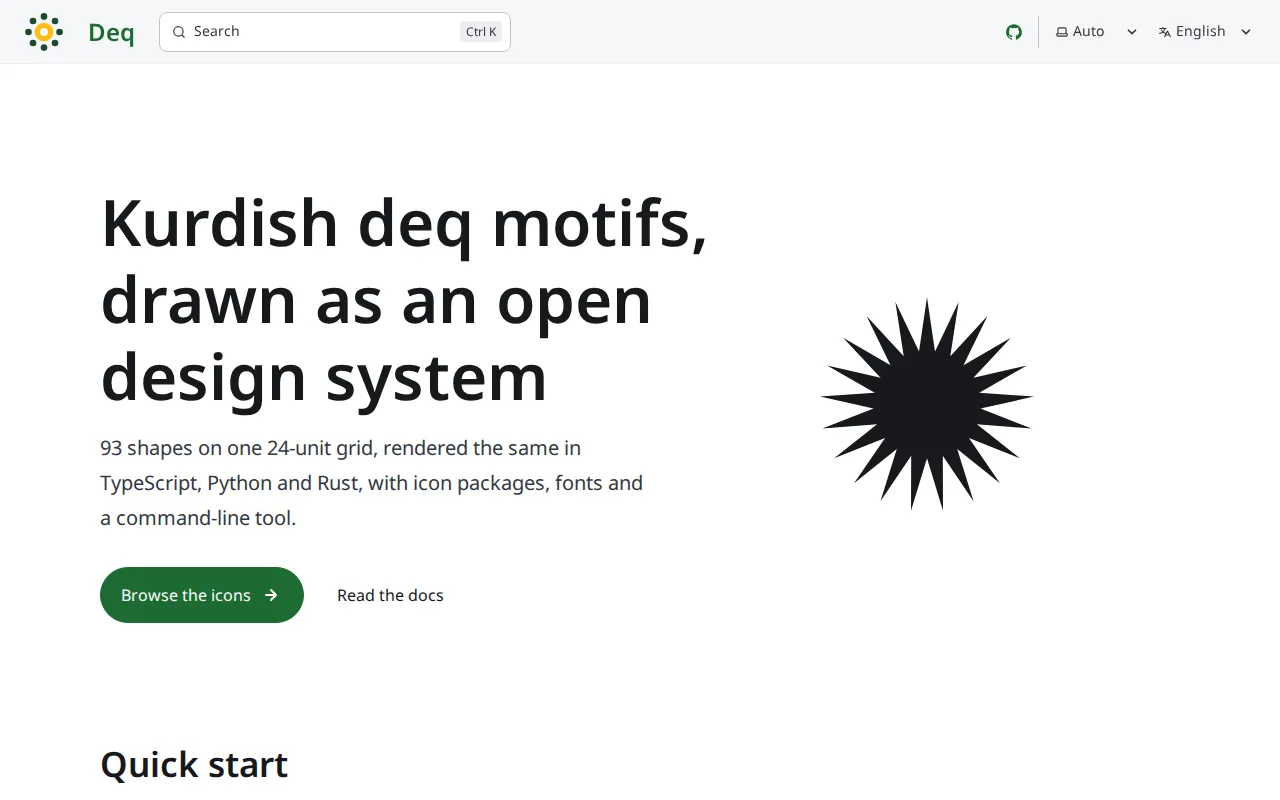 Deq
Search
Ctrl K
Auto
English
Kurdish deq motifs,
drawn as an open
design system
93 shapes on one 24-unit grid, rendered the same in
TypeScript, Python and Rust, with icon packages, fonts and
a command-line tool.
Browse the icons
Read the docs
Quick start